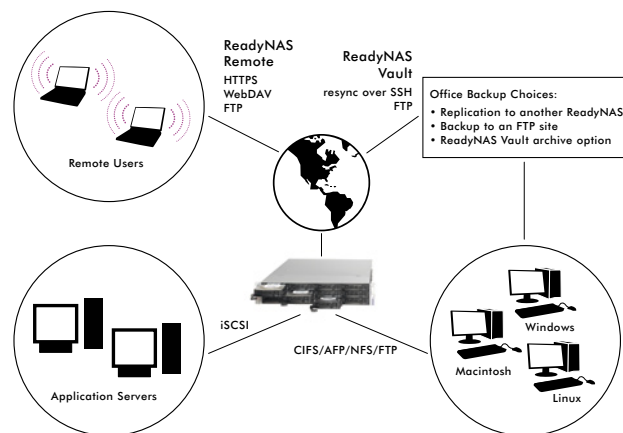 ReadyNAS
Remote
HTTPS
WebDAV
FTP
ReadyNAS
Vault
resync over SSH
FTP
Office Backup Choices:
• Replication to another ReadyNAS
• Backup to an FTP site
• ReadyNAS Vault archive option
Remote Users
iSCSI
CIFS/AFP/NFS/FTP
Application Servers
Windows
Macintosh
Linux